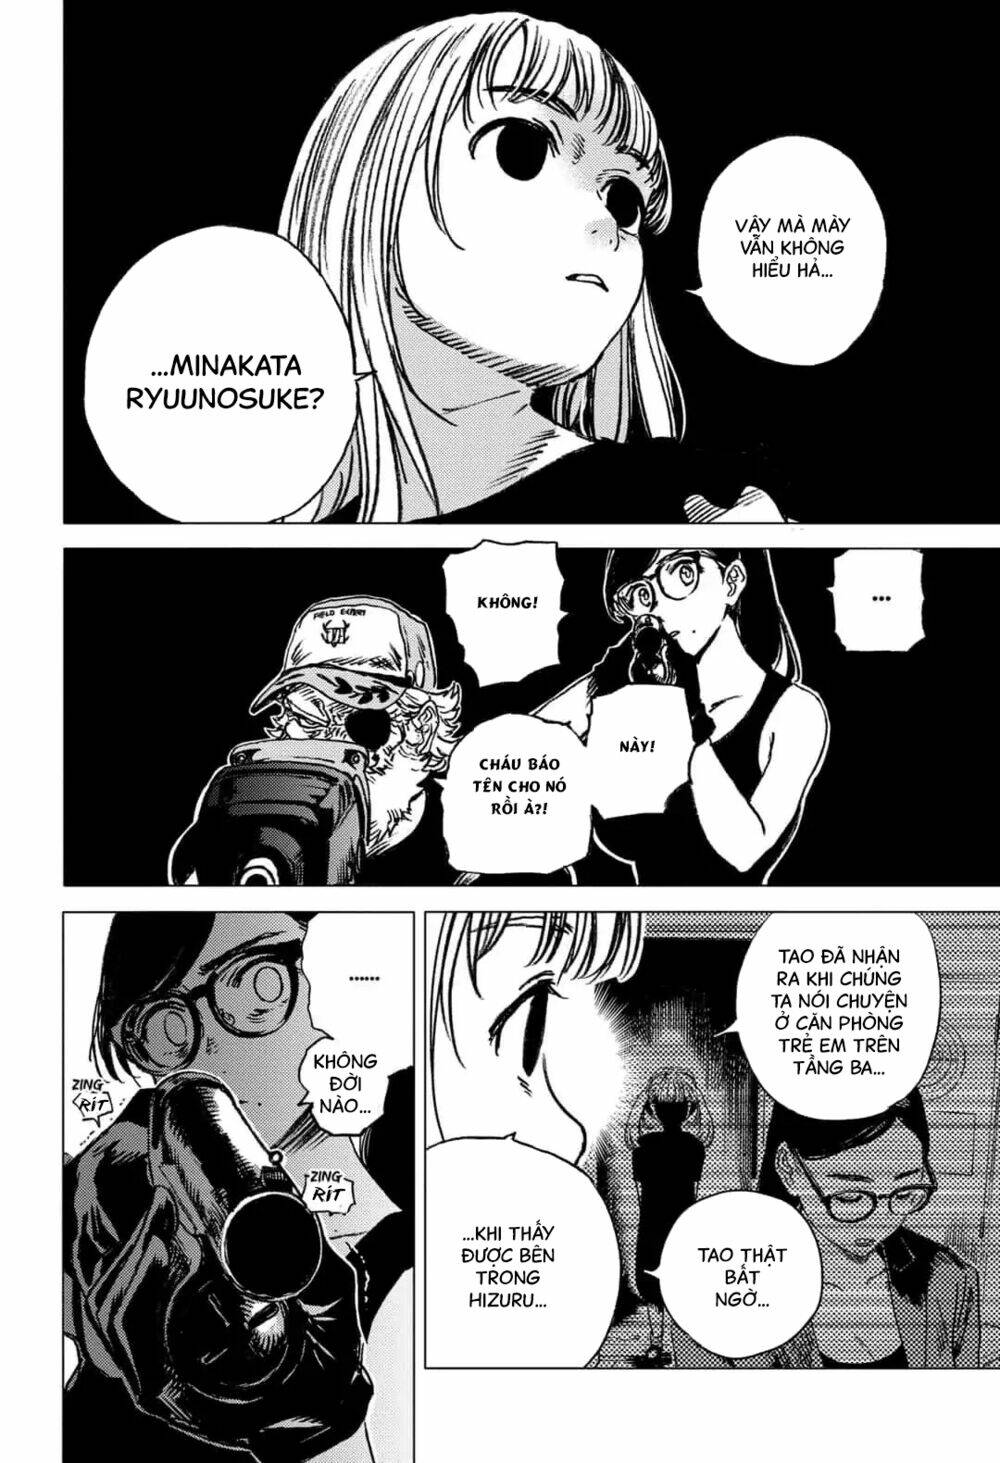 VẬY MÀ MÀY
VẪN KHÔNG
HIỂU HẢ...
...MINAKATA
RYUUNOSUKE?
...
FIELD EXPERT
KHÔNG!
NÀY!
CHÁU BÁO
TÊN CHO NÓ
RỒI À?!
TAO ĐÃ NHẬN
RA KHI CHÚNG
TA NÓI CHUYỆN
Ở CĂN PHÒNG
TRẺ EM TRÊN
TẦNG BA...
TAO THẬT
BẤT
NGỜ...
...KHI THẤY
ĐƯỢC BÊN
TRONG
HIZURU...
......
KHÔNG
ĐỜI
NÀO...
ZING
RÍT
ZING
RÍT